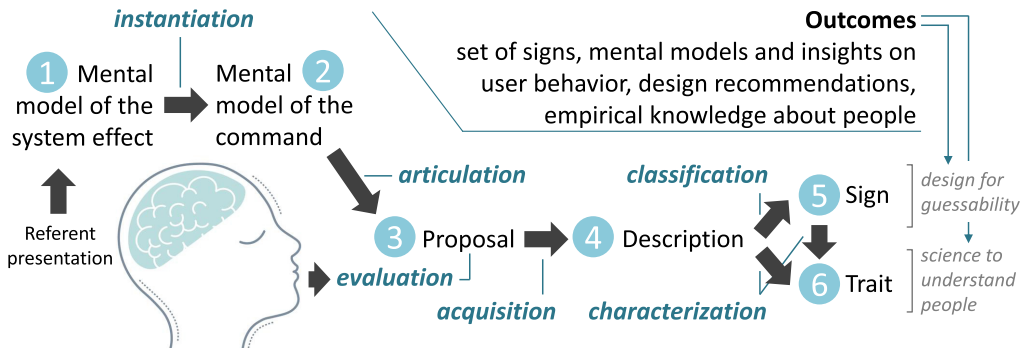 instantiation
1 Mental
model of the
system effect
Mental 2
model of the
command
Referent
presentation
articulation
3 Proposal
evaluation
acquisition
4 Description
classification
characterization
5 Sign
6 Trait
Outcomes
set of signs, mental models and insights on
user behavior, design recommendations,
empirical knowledge about people
design for
guessability
science to
understand
people